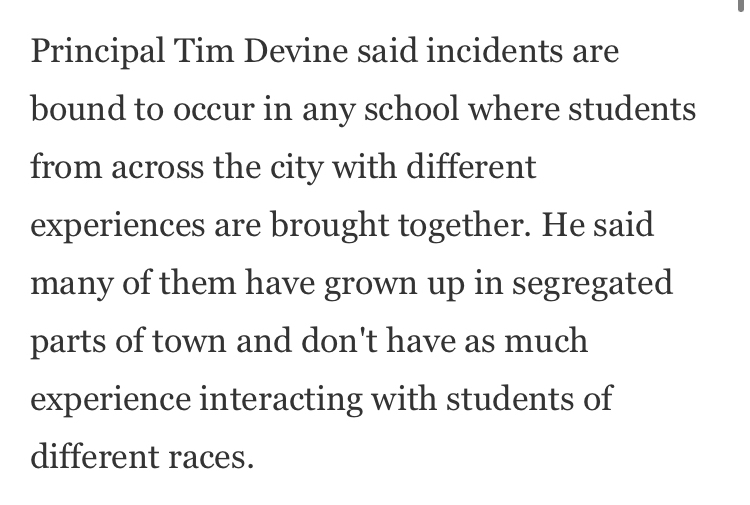 Principal Tim Devine said incidents are
bound to occur in any school where students
from across the city with different
experiences are brought together. He said
many of them have grown up in segregated
parts of town and don't have as much
experience interacting with students of
different races.